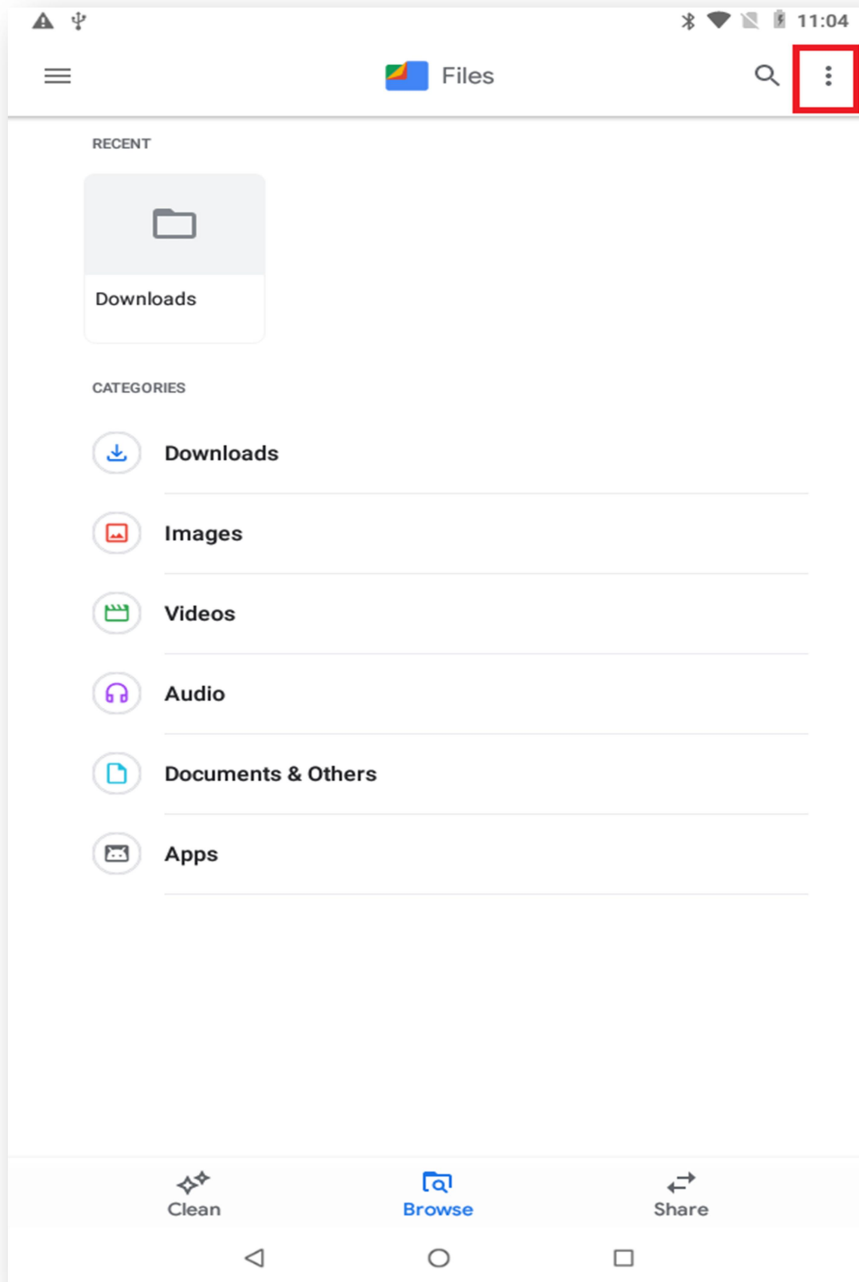 11:04
Files
RECENT
Downloads
CATEGORIES
Downloads
Images
Videos
Audio
Documents & Others
Apps
Clean
Browse
Share